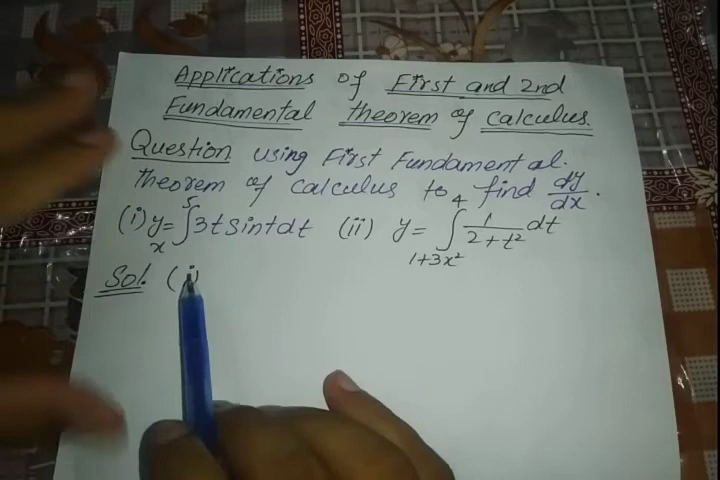 Applications of First and 2nd
Fundamental theorem of calculus.
Question using First Fundamental.
theorem of calculus to find dy/dx.
(i) y = ∫_x^5 3t sint dt (ii) y = ∫_{1+3x²}^4 1/(2+t²) dt
Sol. (i)